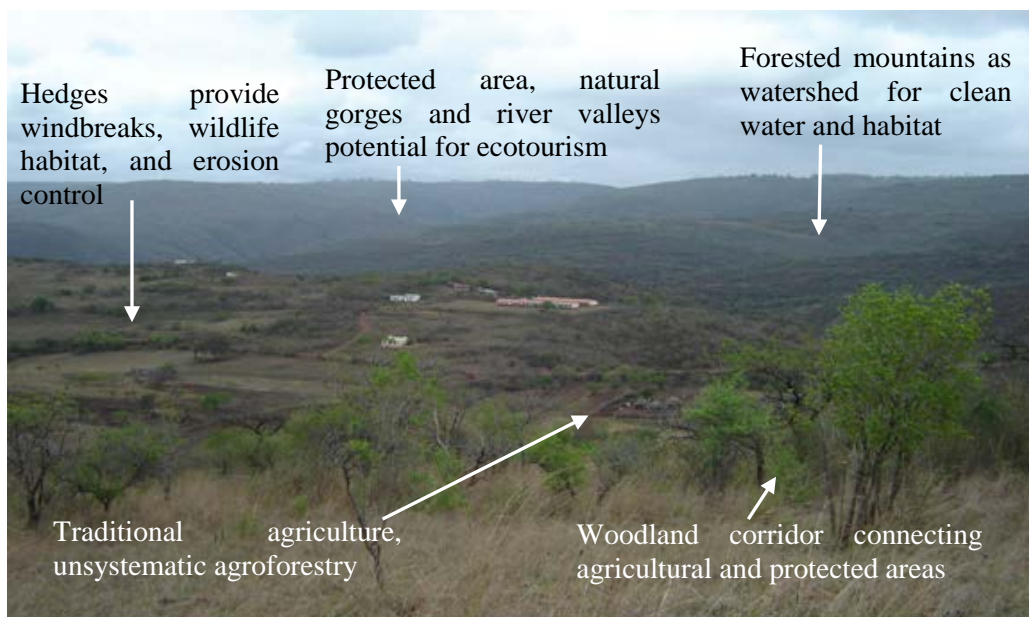 Hedges provide
windbreaks, wildlife
habitat, and erosion
control
Protected area, natural
gorges and river valleys
potential for ecotourism
Forested mountains as
watershed for clean
water and habitat
Traditional agriculture,
unsystematic agroforestry
Woodland corridor connecting
agricultural and protected areas